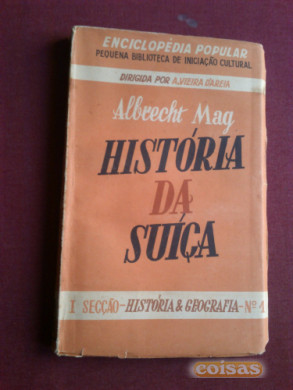 ENCICLOPÉDIA POPULAR
PEQUENA BIBLIOTECA DE INICIAÇÃO CULTURAL
DIRIGIDA POR A.VIEIRA GARCIA
Albrecht Mag
HISTÓRIA
DA
SUIÇA
I SECÇÃO - HISTÓRIA & GEOGRAFIA - Nº 1
coisas